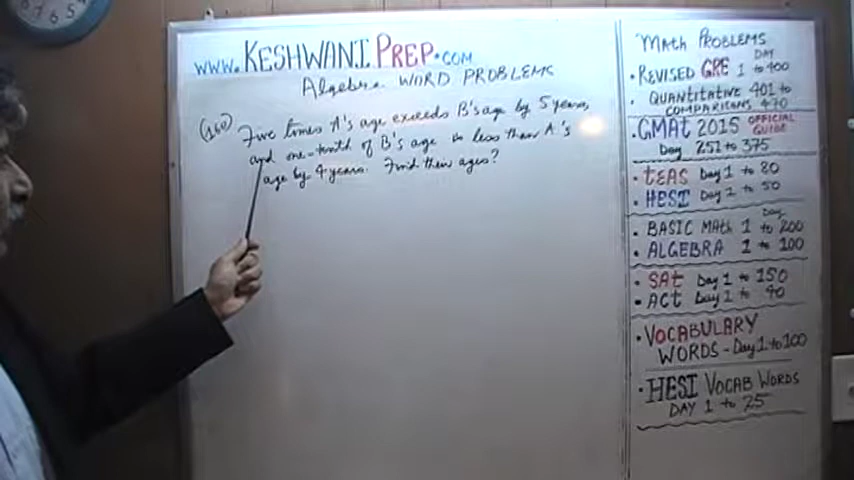 www.KESHWANI PREP.COM
Algebra WORD PROBLEMS
(160) Five times A's age exceeds B's age by 5 years,
and one-tenth of B's age is less than A's
age by 4 years. Find their ages?
MATH PROBLEMS
DAY
• REVISED GRE 1 to 400
• QUANTITATIVE 401 to
COMPARISONS 470
• GMAT 2015 OFFICIAL
GUIDE
Day 251 to 375
• TEAS Day 1 to 80
• HESI Day 1 to 50
Day
• BASIC MATH 1 to 200
• ALGEBRA 1 to 100
• SAT Day 1 to 150
• ACT Day 1 to 90
• VOCABULARY
WORDS - Day 1 to 100
• HESI VOCAB WORDS
DAY 1 to 25